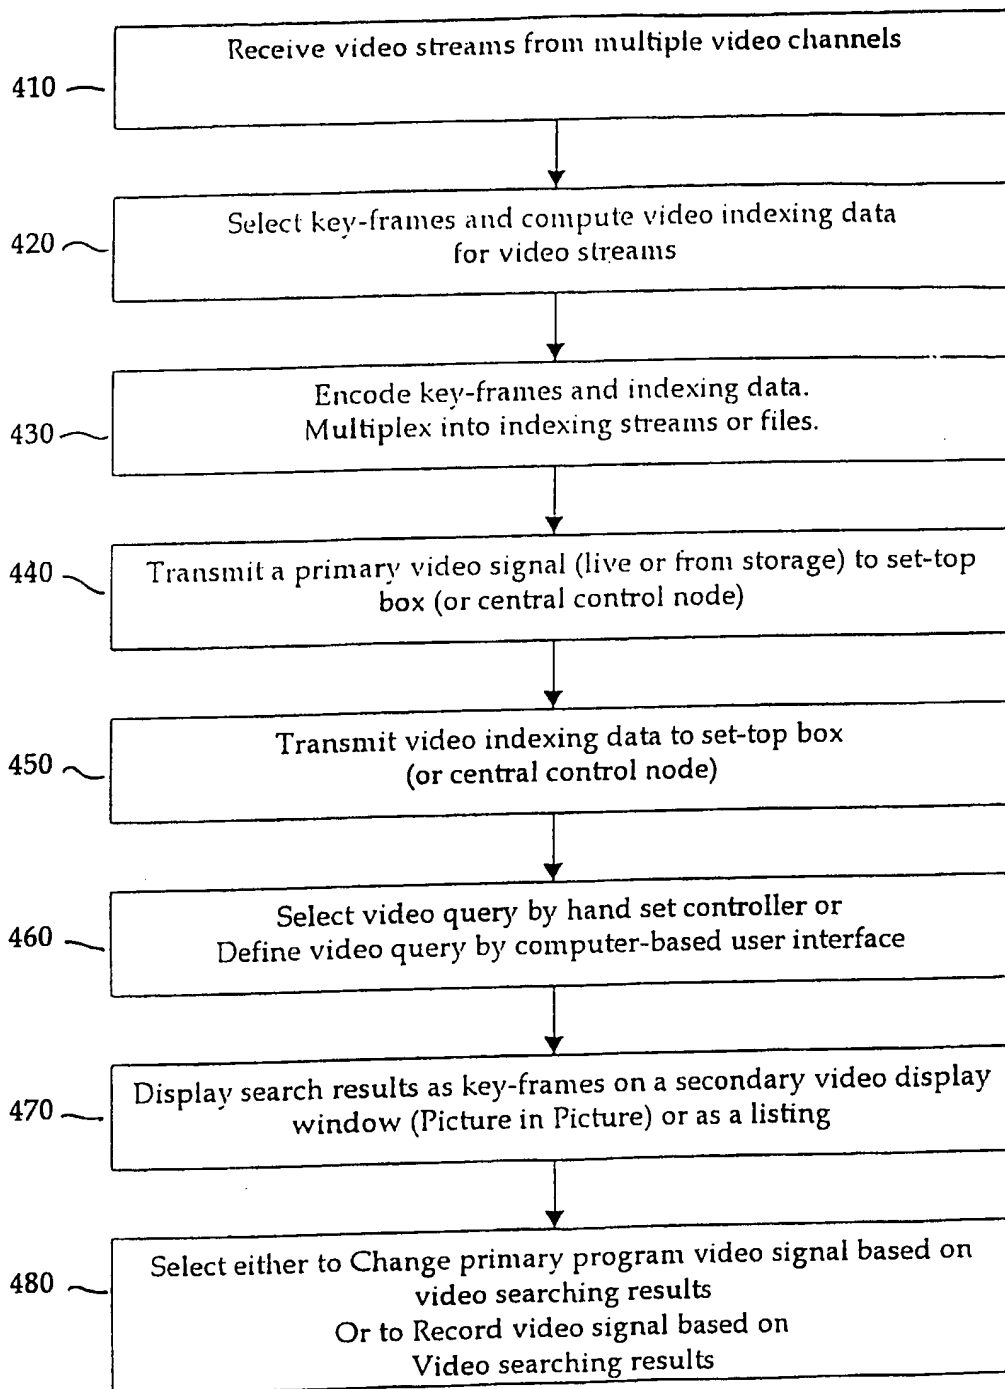 Receive video streams from multiple video channels
410
Select key-frames and compute video indexing data
420
for video streams
Encode key-frames and indexing data.
430
Multiplex into indexing streams or files.
440
Transmit a primary video signal (live or from storage) to set-top
box (or central control node)
Transmit video indexing data to set-top box
450
(or central control node)
Select video query by hand set controller or
460
Define video query by computer-based user interface
Display search results as key-frames on a secondary video display
470
window (Picture in Picture) or as a listing
Select either to Change primary program video signal based on
480
video searching results
Or to Record video signal based on
Video searching results